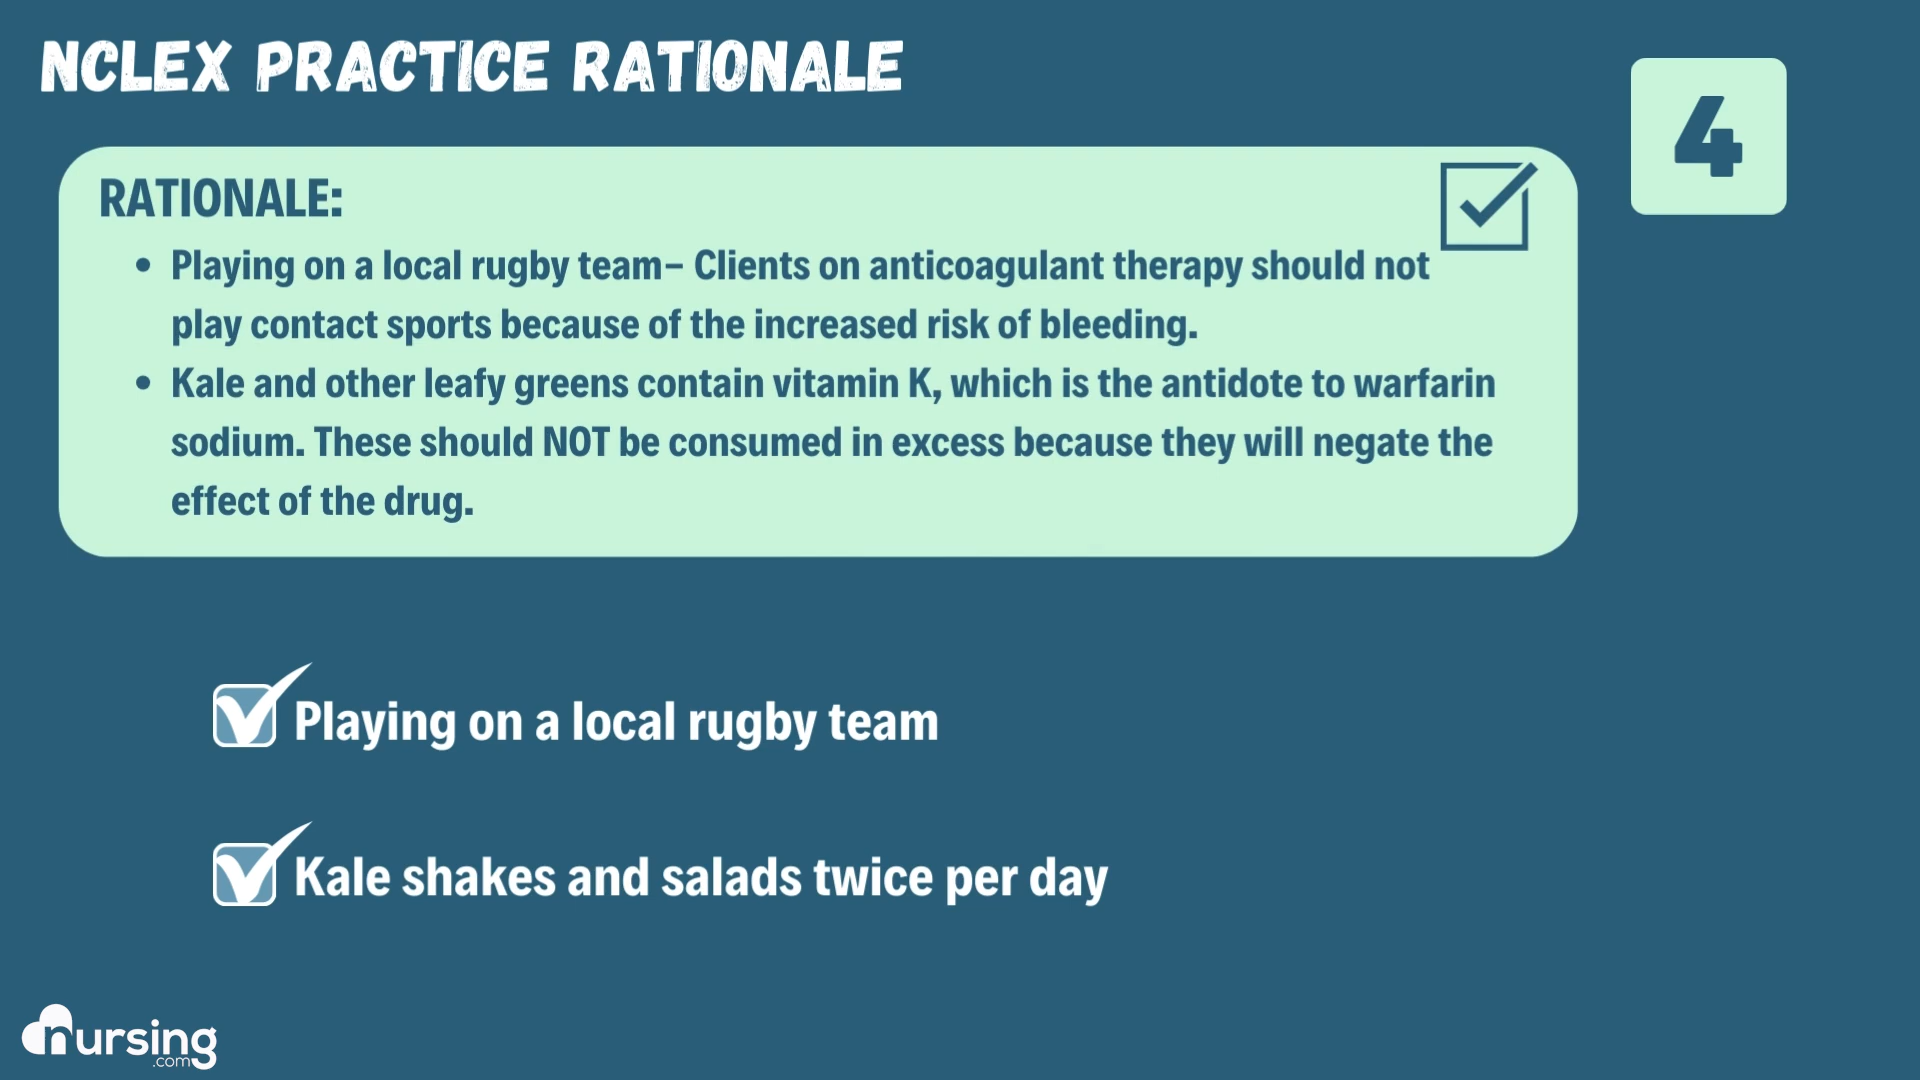 NCLEX PRACTICE RATIONALE
4
RATIONALE:
• Playing on a local rugby team– Clients on anticoagulant therapy should not
play contact sports because of the increased risk of bleeding.
• Kale and other leafy greens contain vitamin K, which is the antidote to warfarin
sodium. These should NOT be consumed in excess because they will negate the
effect of the drug.
Playing on a local rugby team
Kale shakes and salads twice per day
nursing
.com